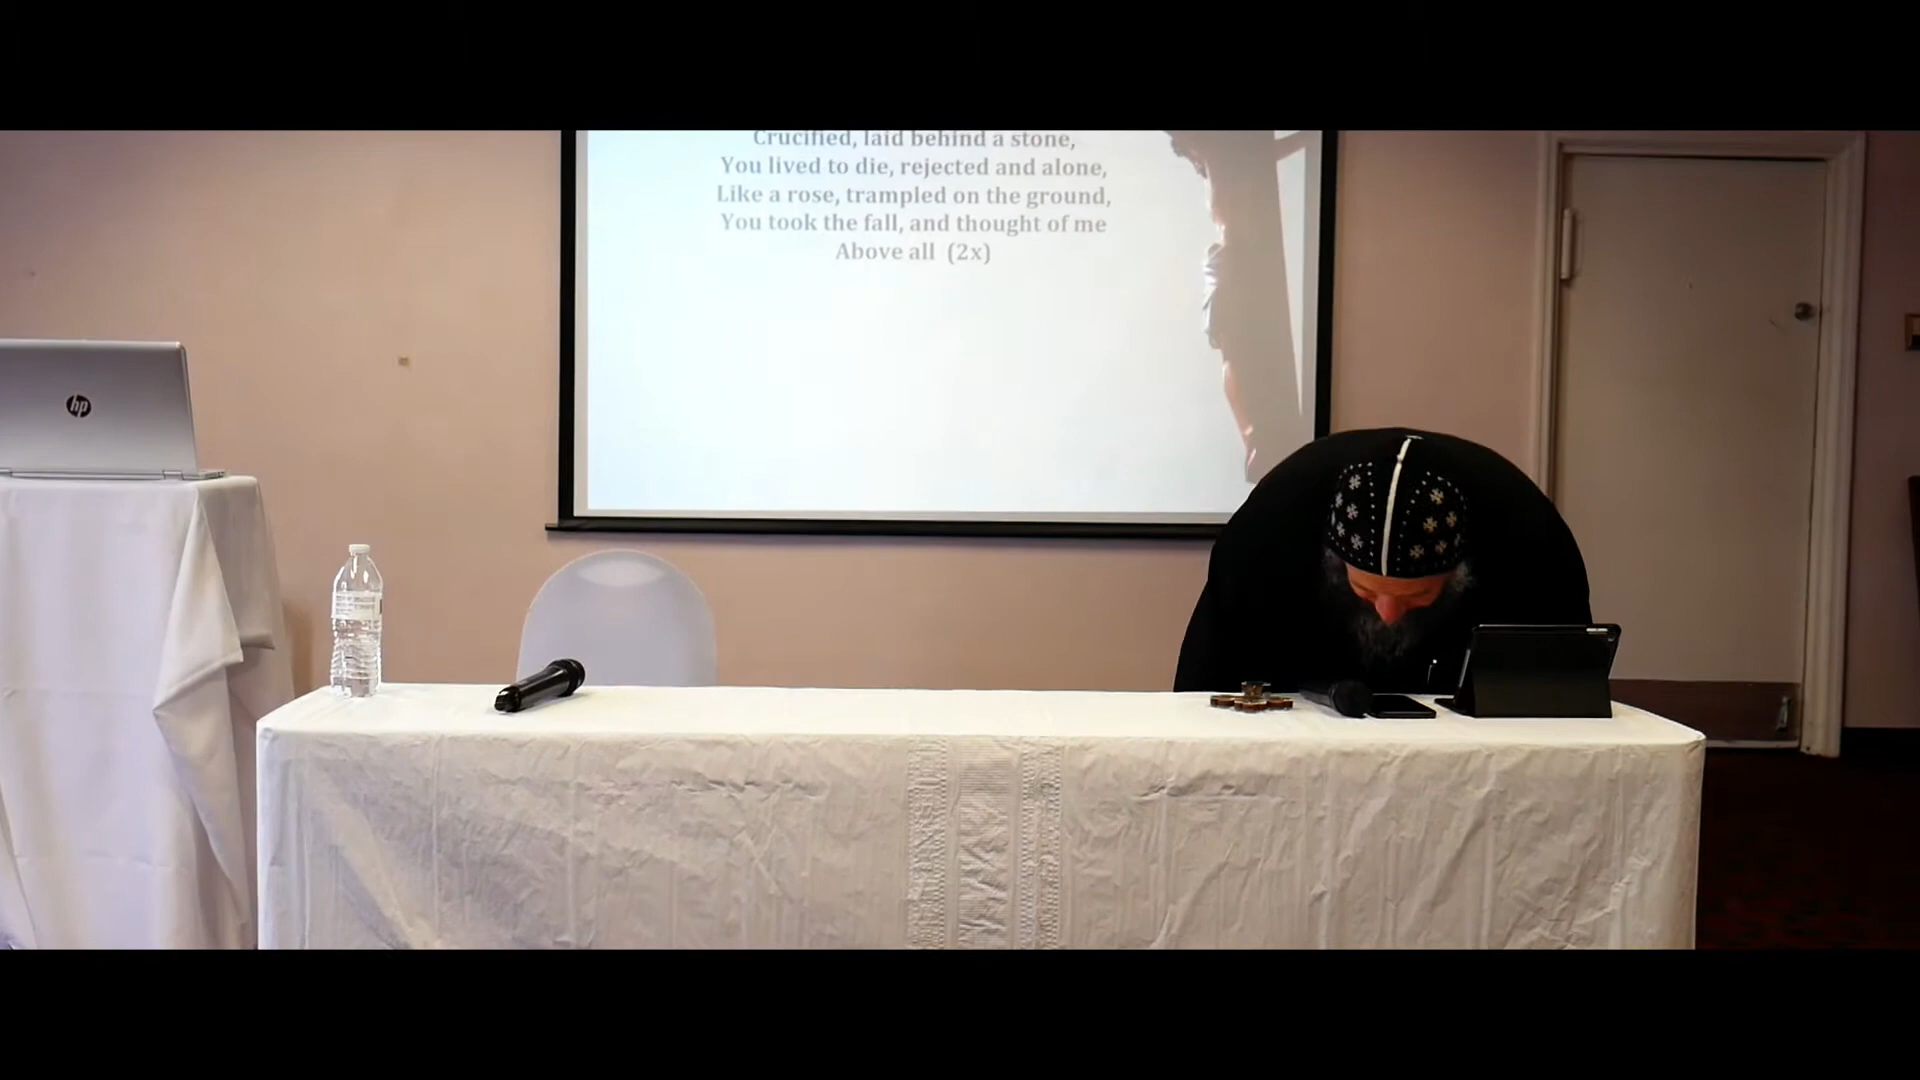 Crucified, laid behind a stone,
You lived to die, rejected and alone,
Like a rose, trampled on the ground,
You took the fall, and thought of me
Above all (2x)
hp